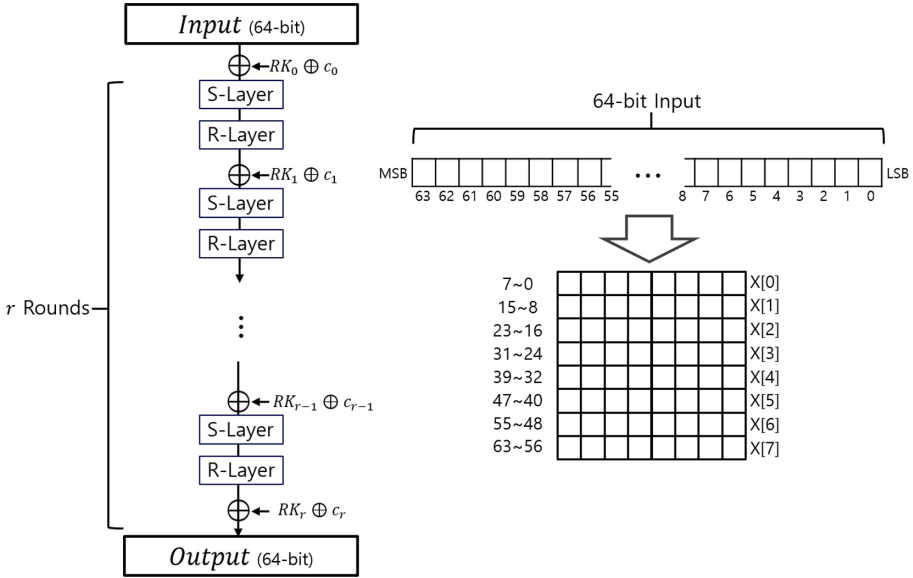 Input (64-bit)
RK₀ ⊕ c₀
S-Layer
R-Layer
RK₁ ⊕ c₁
S-Layer
R-Layer
r Rounds
⋮
RKᵣ₋₁ ⊕ cᵣ₋₁
S-Layer
R-Layer
RKᵣ ⊕ cᵣ
Output (64-bit)
64-bit Input
MSB ··· LSB
63 62 61 60 59 58 57 56 55 8 7 6 5 4 3 2 1 0
7~0 X[0]
15~8 X[1]
23~16 X[2]
31~24 X[3]
39~32 X[4]
47~40 X[5]
55~48 X[6]
63~56 X[7]